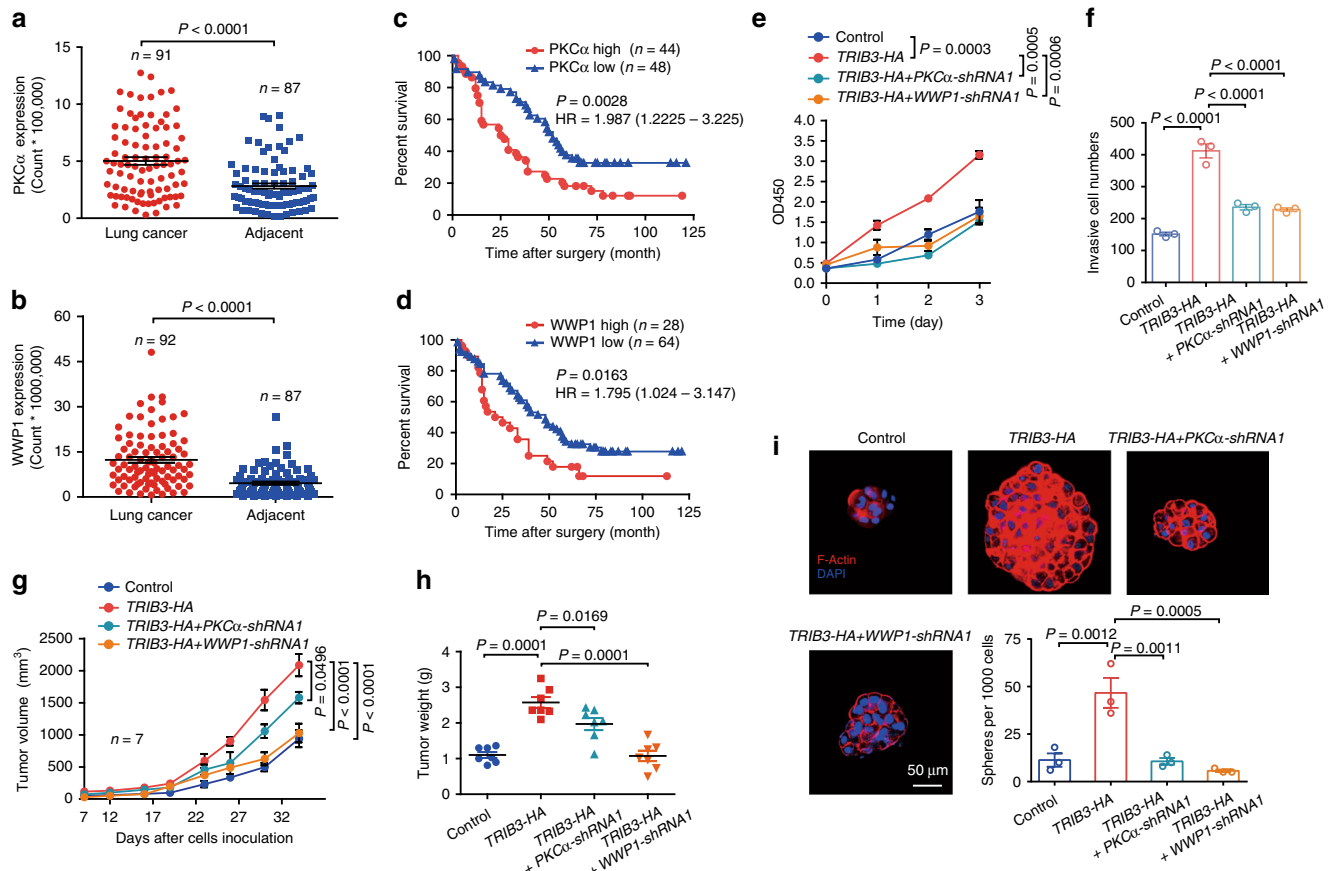 a
P < 0.0001
n = 91
n = 87
PKCα expression
(Count * 100,000)
15
10
5
0
Lung cancer
Adjacent
b
P < 0.0001
n = 92
n = 87
WWP1 expression
(Count * 1000,000)
60
45
30
15
0
Lung cancer
Adjacent
c
PKCα high (n = 44)
PKCα low (n = 48)
P = 0.0028
HR = 1.987 (1.2225 – 3.225)
Percent survival
100
80
60
40
20
0
0 25 50 75 100 125
Time after surgery (month)
d
WWP1 high (n = 28)
WWP1 low (n = 64)
P = 0.0163
HR = 1.795 (1.024 – 3.147)
Percent survival
100
80
60
40
20
0
0 25 50 75 100 125
Time after surgery (month)
e
Control
TRIB3-HA
TRIB3-HA+PKCα-shRNA1
TRIB3-HA+WWP1-shRNA1
P = 0.0003
P = 0.0005
P = 0.0006
OD450
4.0
3.5
3.0
2.5
2.0
1.5
1.0
0.5
0.0
0 1 2 3
Time (day)
f
< 0.0001
< 0.0001
P < 0.0001
Invasive cell numbers
500
400
300
200
100
0
Control
TRIB3-HA
TRIB3-HA
+ PKCα-shRNA1
TRIB3-HA
+ WWP1-shRNA1
g
Control
TRIB3-HA
TRIB3-HA+PKCα-shRNA1
TRIB3-HA+WWP1-shRNA1
P = 0.0496
P < 0.0001
P < 0.0001
n = 7
Tumor volume (mm³)
2500
2000
1500
1000
500
0
7 12 17 22 27 32
Days after cells inoculation
h
P = 0.0169
P = 0.0001
P = 0.0001
Tumor weight (g)
4
3
2
1
0
Control
TRIB3-HA
TRIB3-HA
+ PKCα-shRNA1
TRIB3-HA
+ WWP1-shRNA1
i
Control
TRIB3-HA
TRIB3-HA+PKCα-shRNA1
F-Actin
DAPI
TRIB3-HA+WWP1-shRNA1
50 μm
P = 0.0005
P = 0.0012
P = 0.0011
Spheres per 1000 cells
75
50
25
0
Control
TRIB3-HA
TRIB3-HA
+ PKCα-shRNA1
TRIB3-HA
+ WWP1-shRNA1